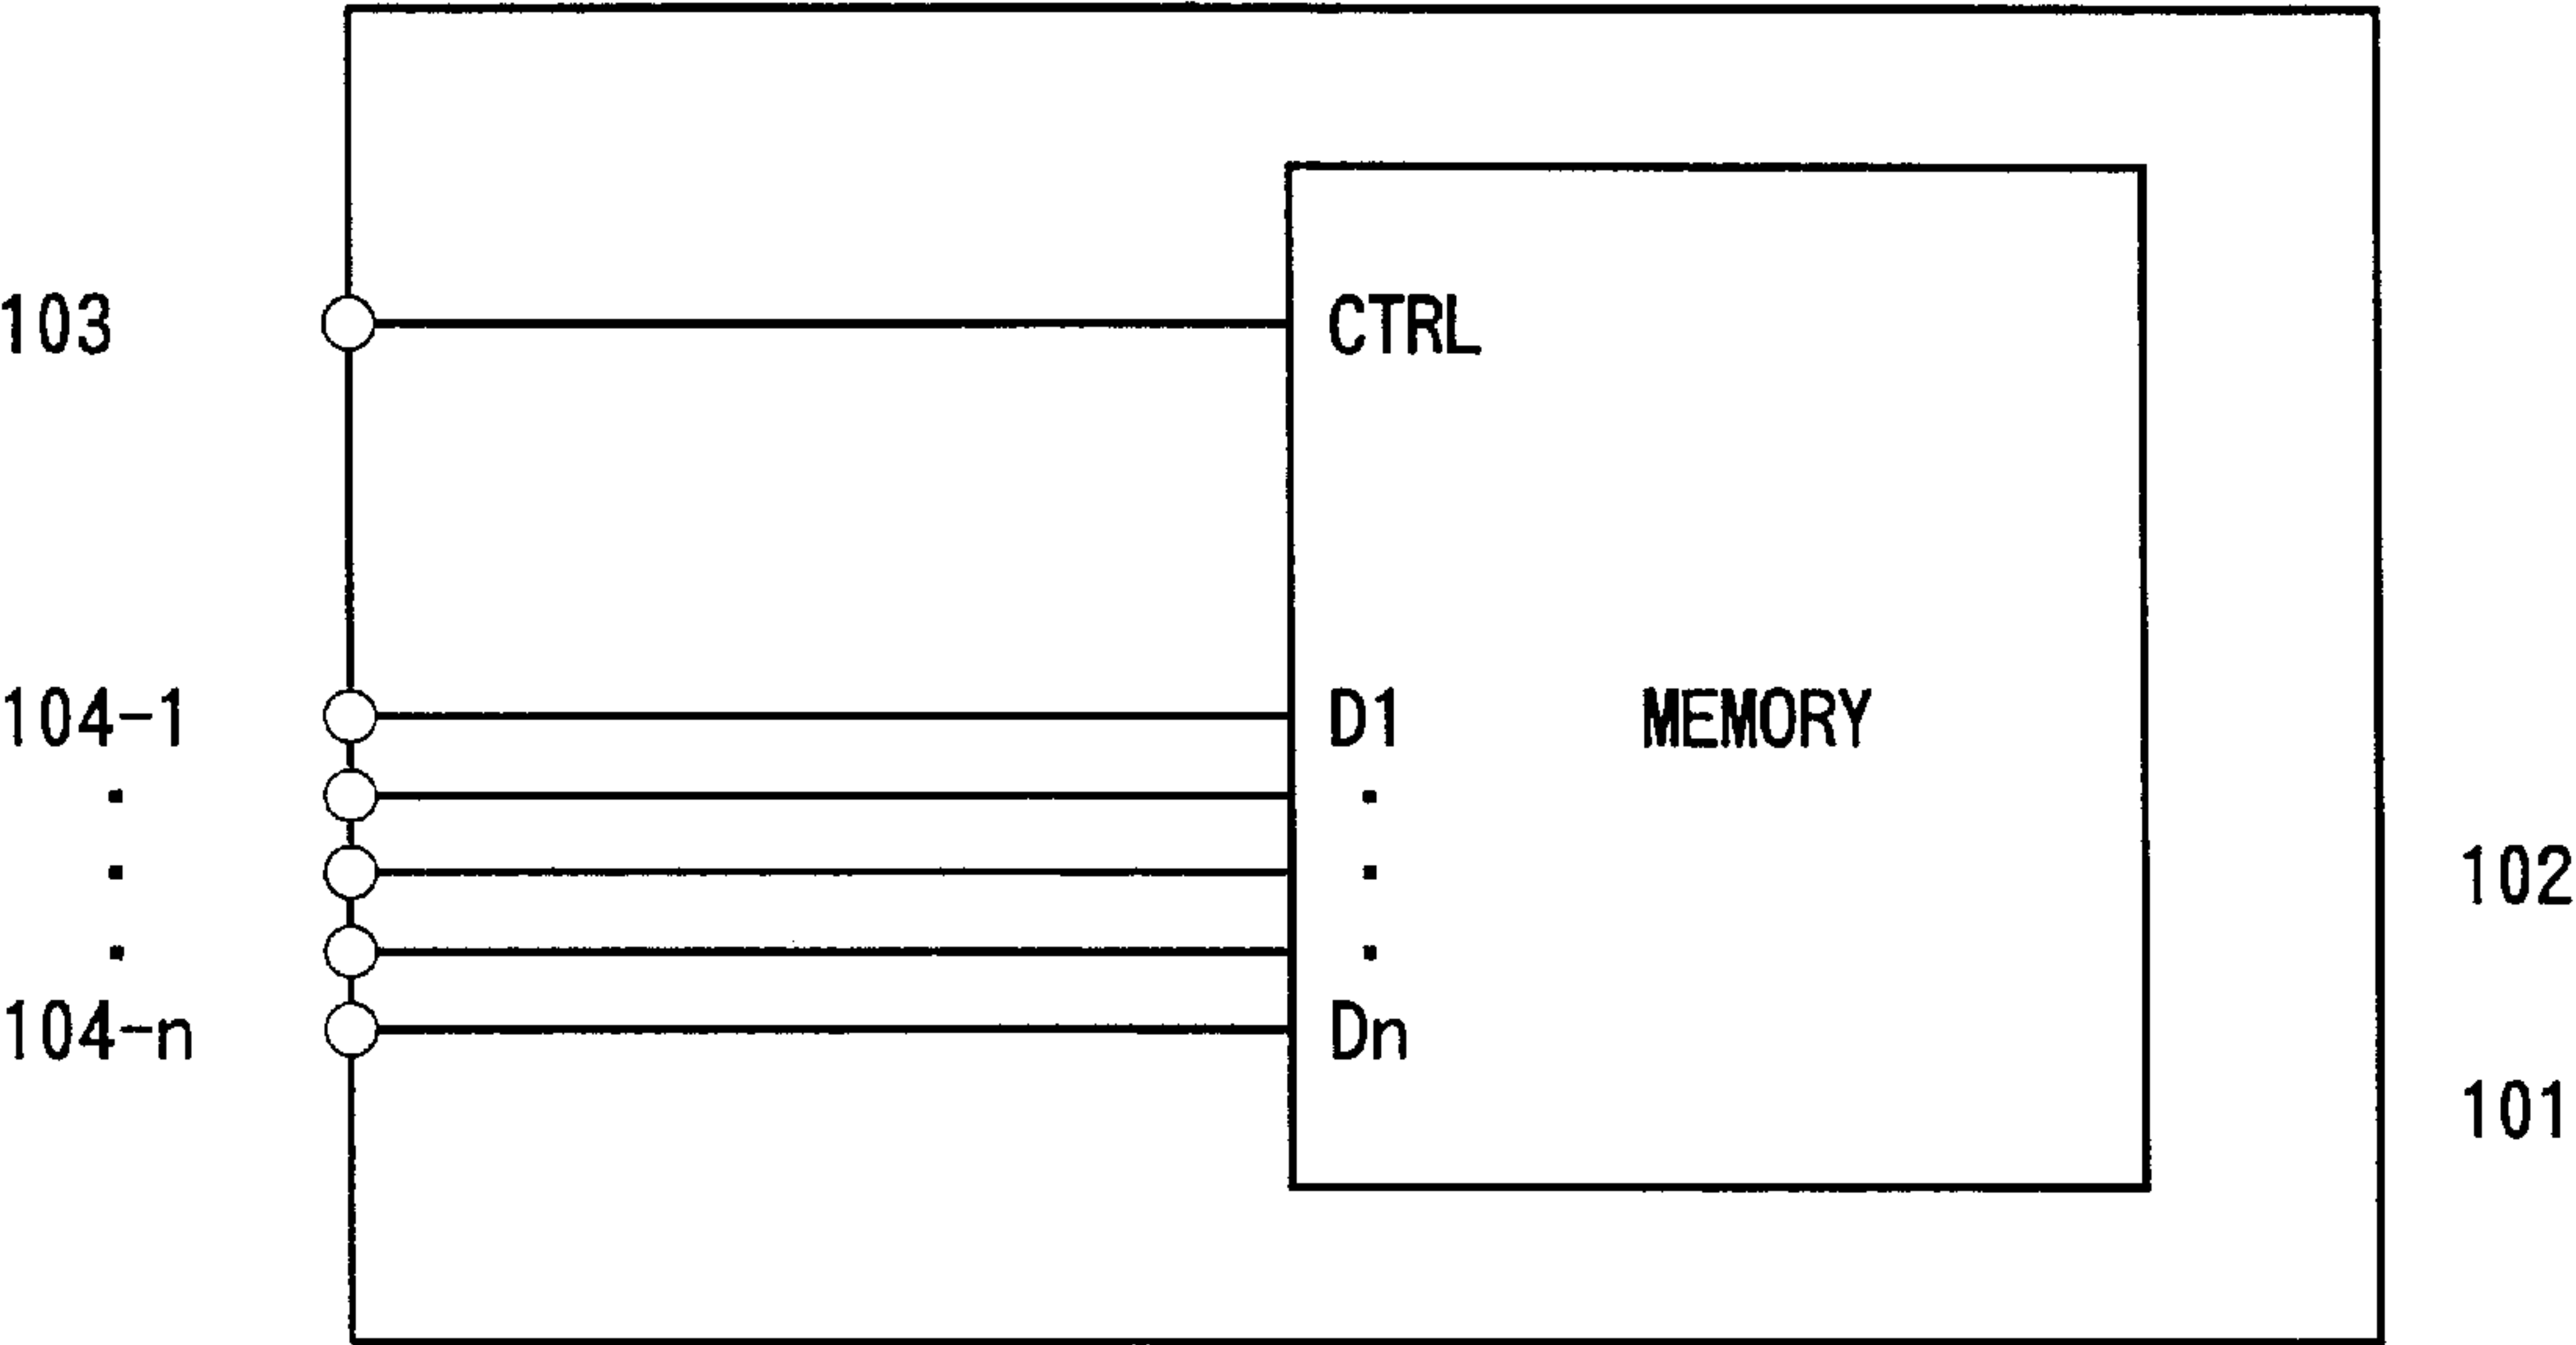 103 CTRL
104-1 D1 MEMORY
. .
. . 102
. .
104-n Dn
101